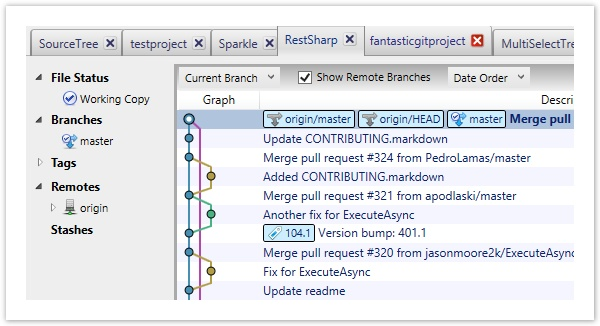 SourceTree testproject Sparkle RestSharp fantasticgitproject MultiSelectTre
File Status
Working Copy
Branches
master
Tags
Remotes
origin
Stashes
Current Branch Show Remote Branches Date Order
Graph Descri
origin/master origin/HEAD master Merge pull
Update CONTRIBUTING.markdown
Merge pull request #324 from PedroLamas/master
Added CONTRIBUTING.markdown
Merge pull request #321 from apodlaski/master
Another fix for ExecuteAsync
104.1 Version bump: 401.1
Merge pull request #320 from jasonmoore2k/ExecuteAsync
Fix for ExecuteAsync
Update readme